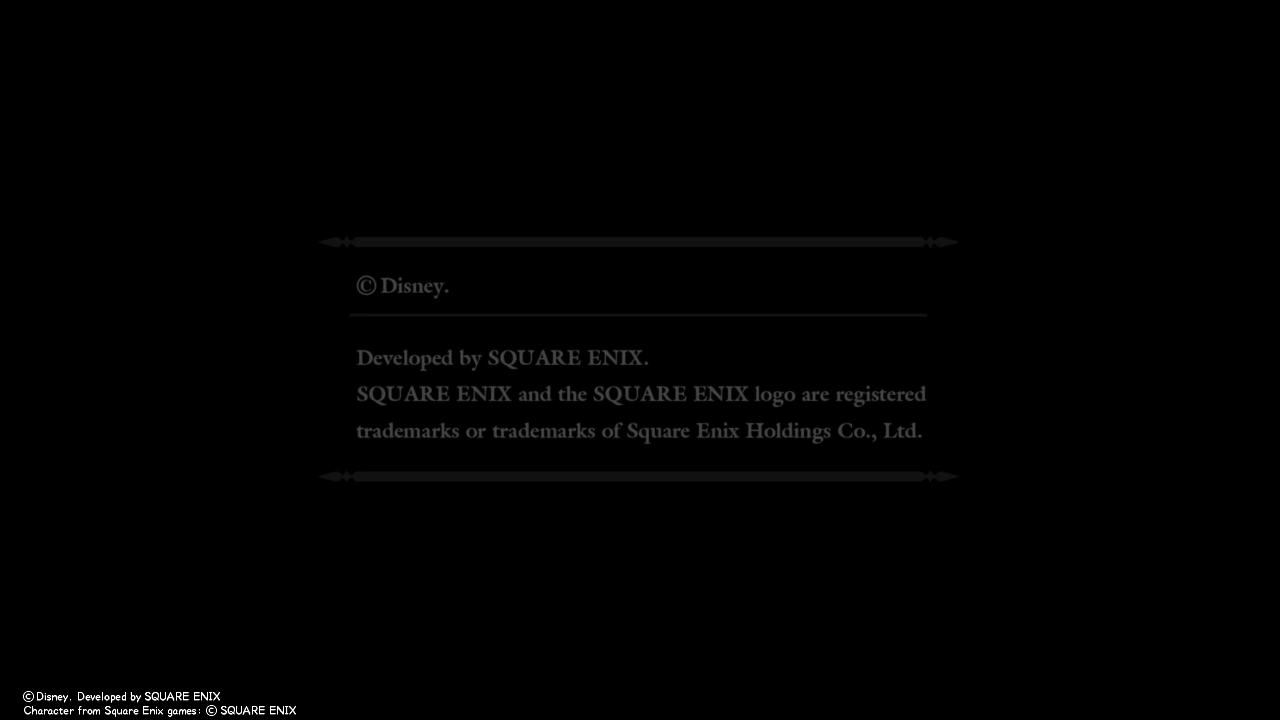 © Disney.
Developed by SQUARE ENIX.
SQUARE ENIX and the SQUARE ENIX logo are registered
trademarks or trademarks of Square Enix Holdings Co., Ltd.
© Disney. Developed by SQUARE ENIX
Character from Square Enix games: © SQUARE ENIX